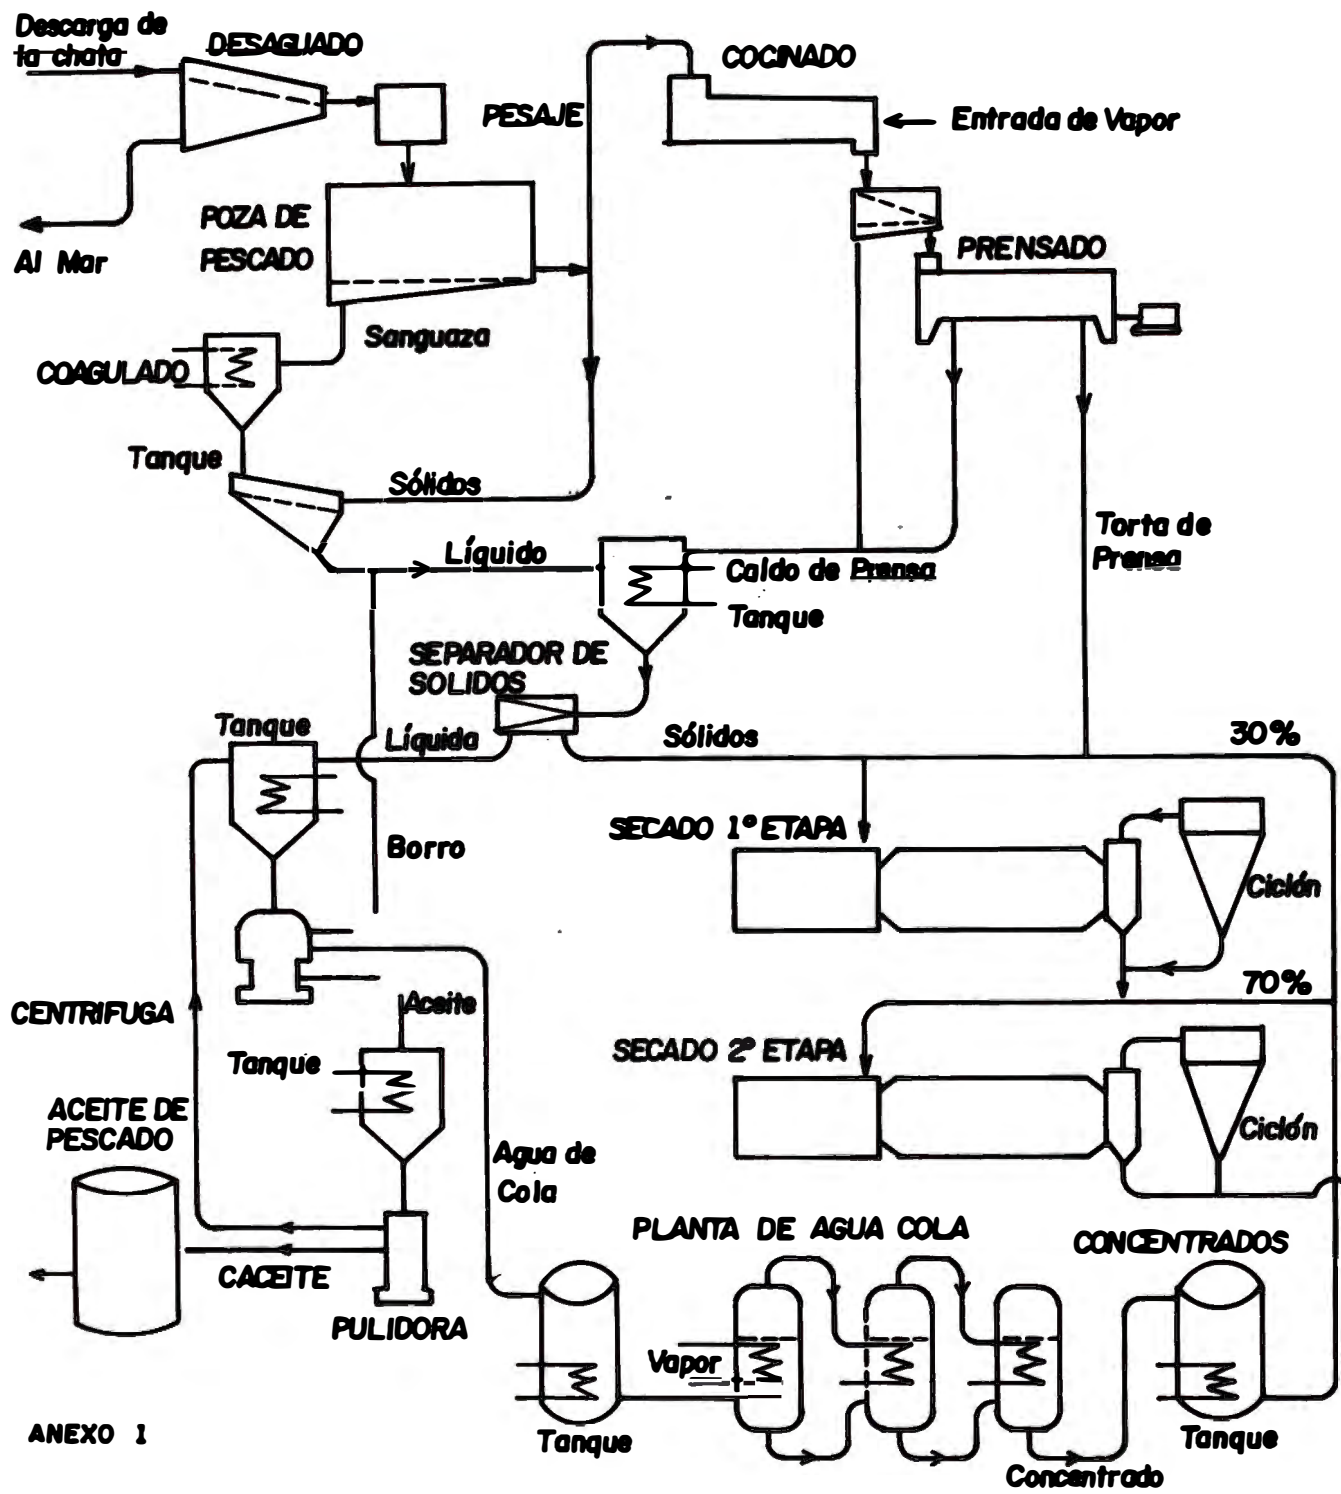 Descarga de
la chata
DESAGUADO
COCINADO
PESAJE
Entrada de Vapor
POZA DE
PESCADO
Al Mar
PRENSADO
Sanguaza
COAGULADO
Tanque
Sólidos
Líquido
Caldo de Prensa
Tanque
Torta de
Prensa
SEPARADOR DE
SOLIDOS
Tanque
Líquida
Sólidos
30%
SECADO 1º ETAPA
Borro
Ciclón
70%
CENTRIFUGA
Aceite
Tanque
SECADO 2º ETAPA
Ciclón
ACEITE DE
PESCADO
Agua de
Cola
PLANTA DE AGUA COLA
CONCENTRADOS
CACEITE
PULIDORA
Vapor
ANEXO 1
Tanque
Tanque
Concentrado